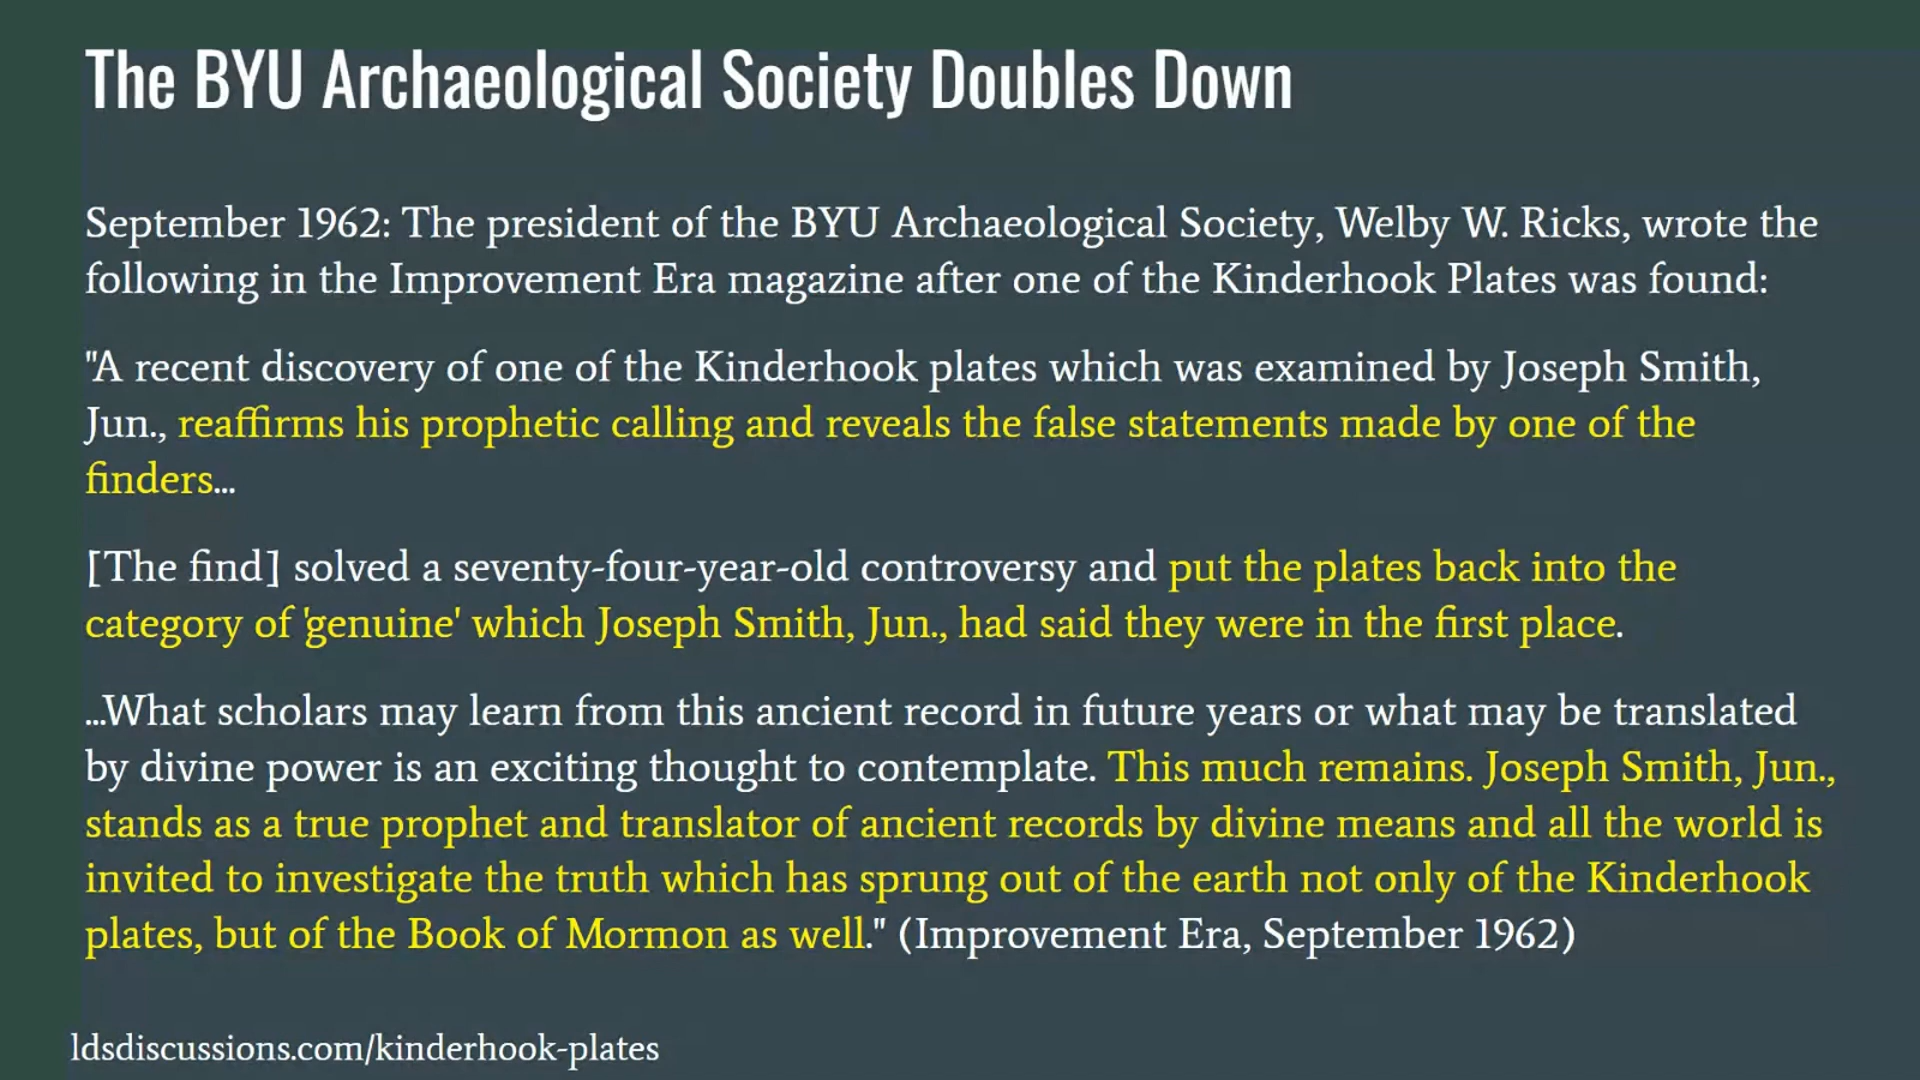 The BYU Archaeological Society Doubles Down
September 1962: The president of the BYU Archaeological Society, Welby W. Ricks, wrote the
following in the Improvement Era magazine after one of the Kinderhook Plates was found:
"A recent discovery of one of the Kinderhook plates which was examined by Joseph Smith,
Jun., reaffirms his prophetic calling and reveals the false statements made by one of the
finders...
[The find] solved a seventy-four-year-old controversy and put the plates back into the
category of 'genuine' which Joseph Smith, Jun., had said they were in the first place.
...What scholars may learn from this ancient record in future years or what may be translated
by divine power is an exciting thought to contemplate. This much remains. Joseph Smith, Jun.,
stands as a true prophet and translator of ancient records by divine means and all the world is
invited to investigate the truth which has sprung out of the earth not only of the Kinderhook
plates, but of the Book of Mormon as well." (Improvement Era, September 1962)
ldsdiscussions.com/kinderhook-plates